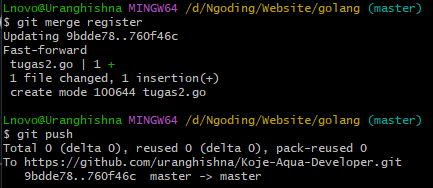 Lnovo@Uranghishna MINGW64 /d/Ngoding/Website/golang (master)
$ git merge register
Updating 9bdde78..760f46c
Fast-forward
 tugas2.go | 1 +
 1 file changed, 1 insertion(+)
 create mode 100644 tugas2.go
Lnovo@Uranghishna MINGW64 /d/Ngoding/Website/golang (master)
$ git push
Total 0 (delta 0), reused 0 (delta 0), pack-reused 0
To https://github.com/uranghishna/Koje-Aqua-Developer.git
   9bdde78..760f46c  master -> master